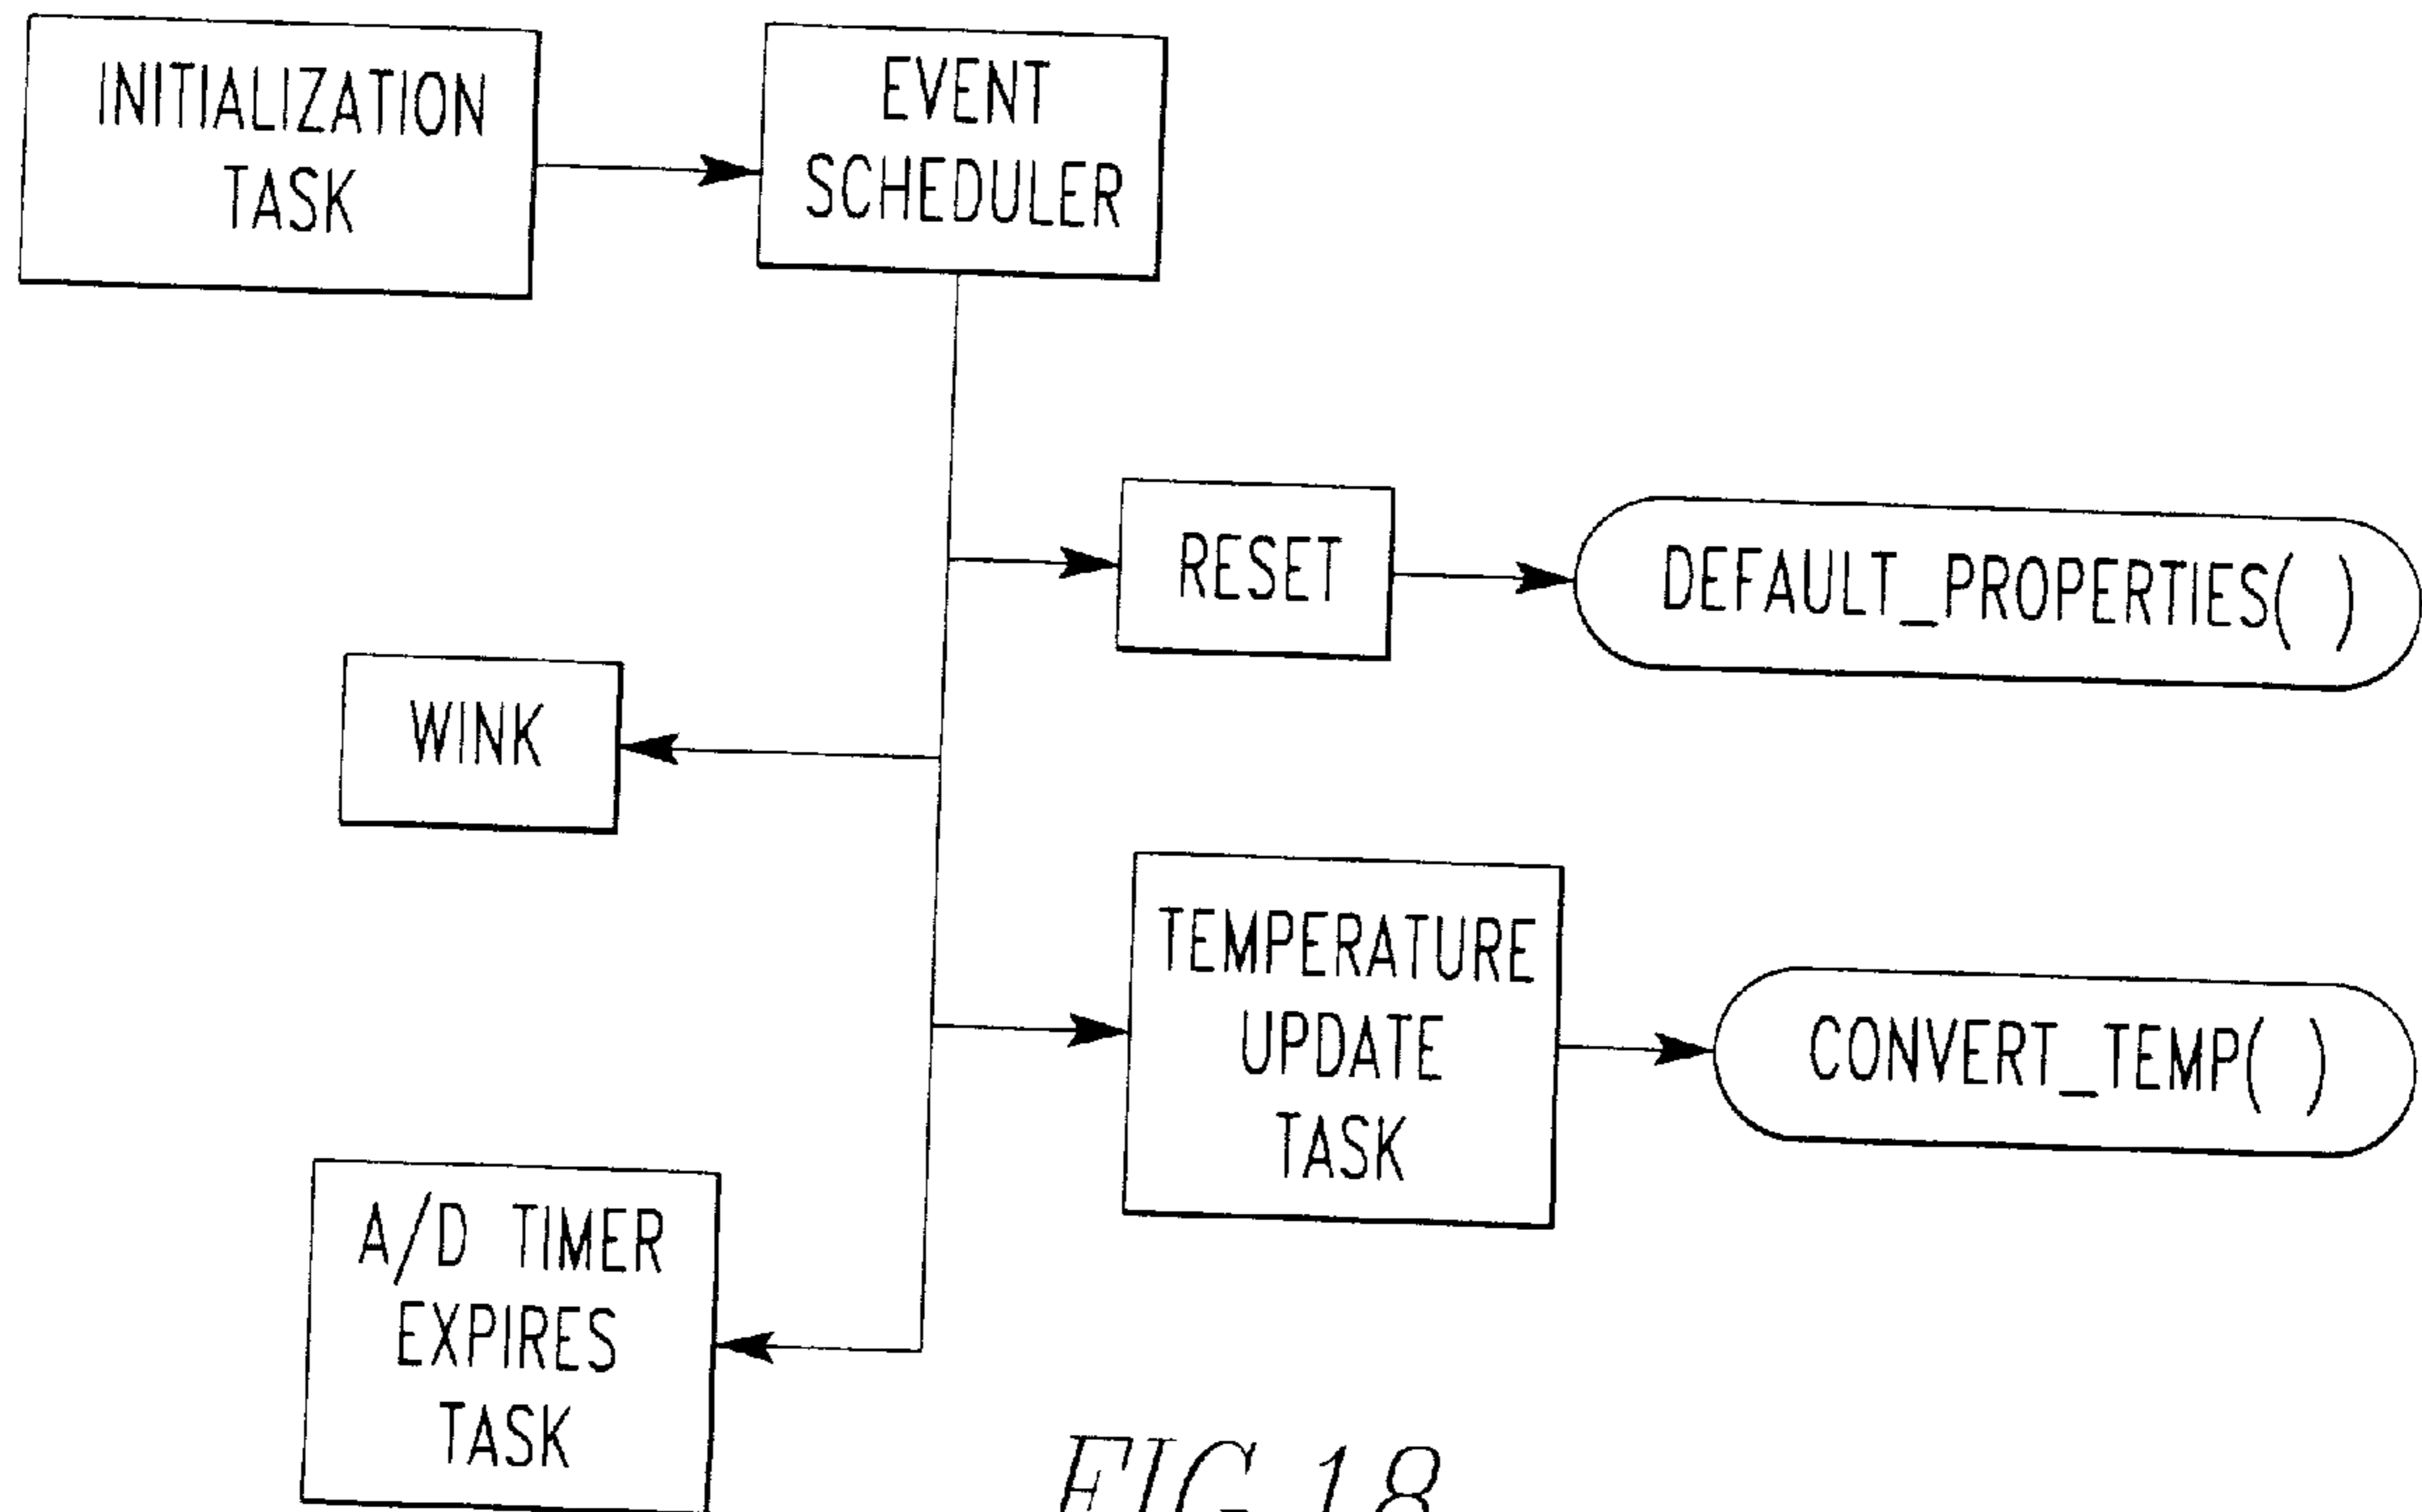 INITIALIZATION
TASK
EVENT
SCHEDULER
RESET
DEFAULT_PROPERTIES( )
WINK
TEMPERATURE
UPDATE
TASK
CONVERT_TEMP( )
A/D TIMER
EXPIRES
TASK
FIG.18